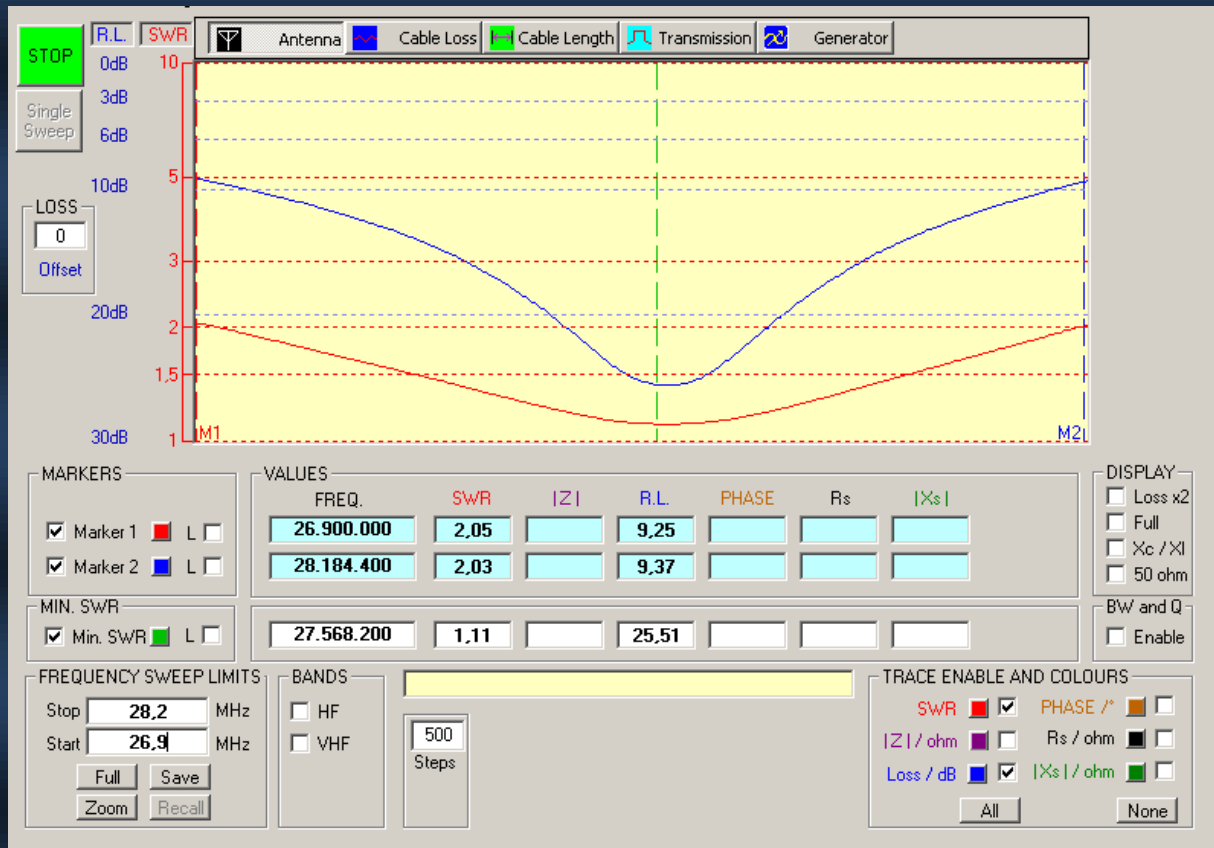 R.L. SWR Antenna Cable Loss Cable Length Transmission Generator
STOP
Single
Sweep
0dB 10
3dB
6dB
10dB 5
LOSS
0
Offset
3
20dB 2
1,5
30dB 1 M1 M2
MARKERS VALUES DISPLAY
FREQ. SWR |Z| R.L. PHASE Rs |Xs|
Marker 1 L 26.900.000 2,05 9,25
Marker 2 L 28.184.400 2,03 9,37
Loss x2
Full
Xc / Xl
50 ohm
MIN. SWR BW and Q
Min. SWR L 27.568.200 1,11 25,51 Enable
FREQUENCY SWEEP LIMITS BANDS TRACE ENABLE AND COLOURS
Stop 28,2 MHz
Start 26,9 MHz
Full Save
Zoom Recall
HF
VHF
500
Steps
SWR PHASE /°
|Z| / ohm Rs / ohm
Loss / dB |Xs| / ohm
All None